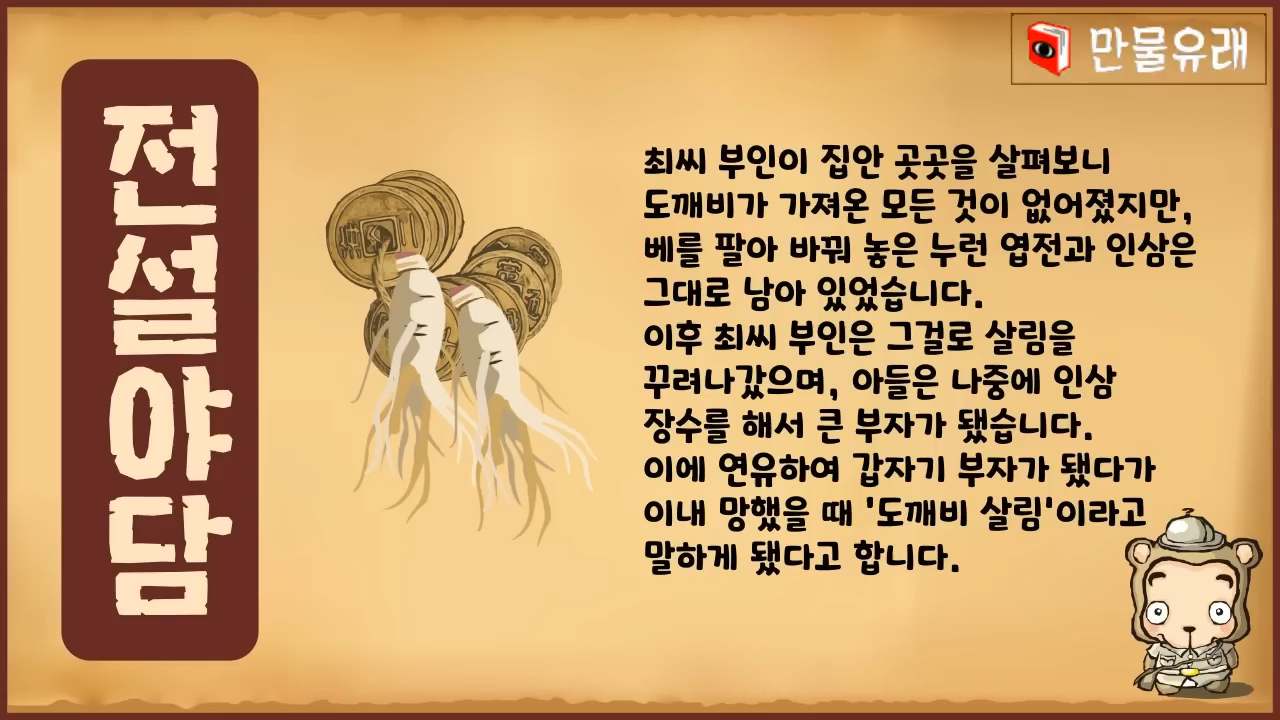 만물유래
전설야담
최씨 부인이 집안 곳곳을 살펴보니
도깨비가 가져온 모든 것이 없어졌지만,
베를 팔아 바꿔 놓은 누런 엽전과 인삼은
그대로 남아 있었습니다.
이후 최씨 부인은 그걸로 살림을
꾸려나갔으며, 아들은 나중에 인삼
장수를 해서 큰 부자가 됐습니다.
이에 연유하여 갑자기 부자가 됐다가
이내 망했을 때 '도깨비 살림'이라고
말하게 됐다고 합니다.